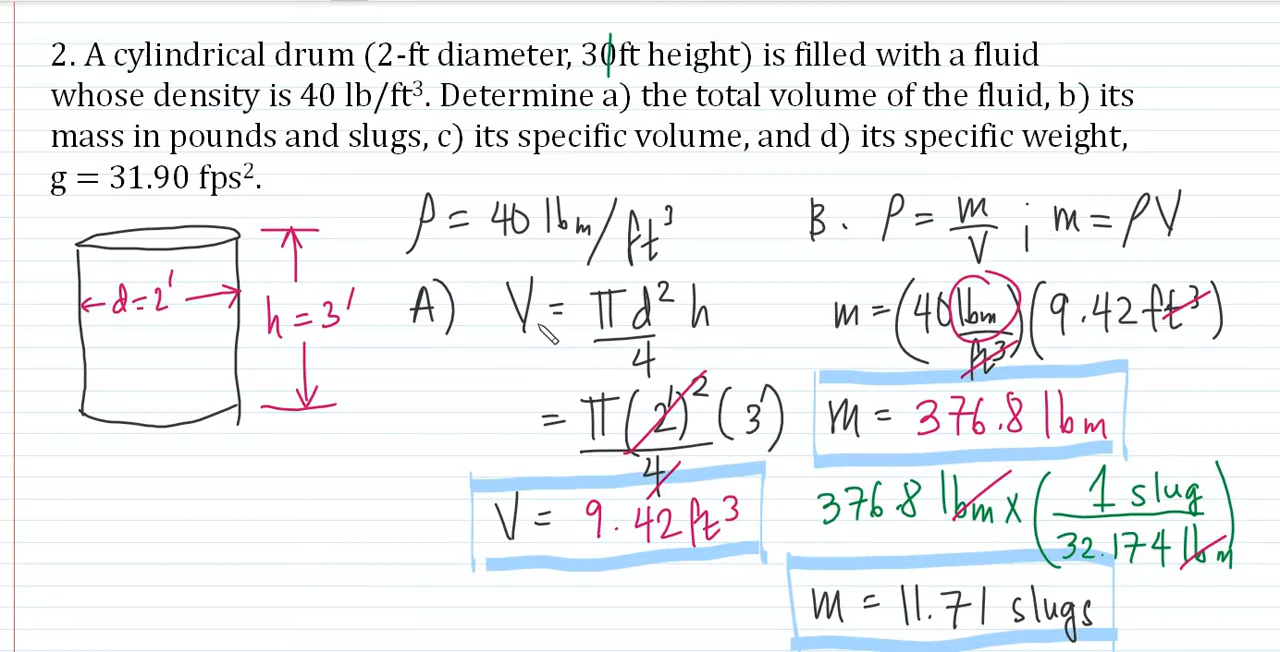 2. A cylindrical drum (2-ft diameter, 30ft height) is filled with a fluid
whose density is 40 lb/ft³. Determine a) the total volume of the fluid, b) its
mass in pounds and slugs, c) its specific volume, and d) its specific weight,
g = 31.90 fps².
d=2'
h=3'
ρ = 40 lbm/ft³
A) V = πd²h/4
= π(2')²(3')/4
V = 9.42 ft³
B. ρ = m/V ; m = ρV
m = (40 lbm/ft³)(9.42 ft³)
m = 376.8 lbm
376.8 lbm x (1 slug/32.174 lbm)
m = 11.71 slugs